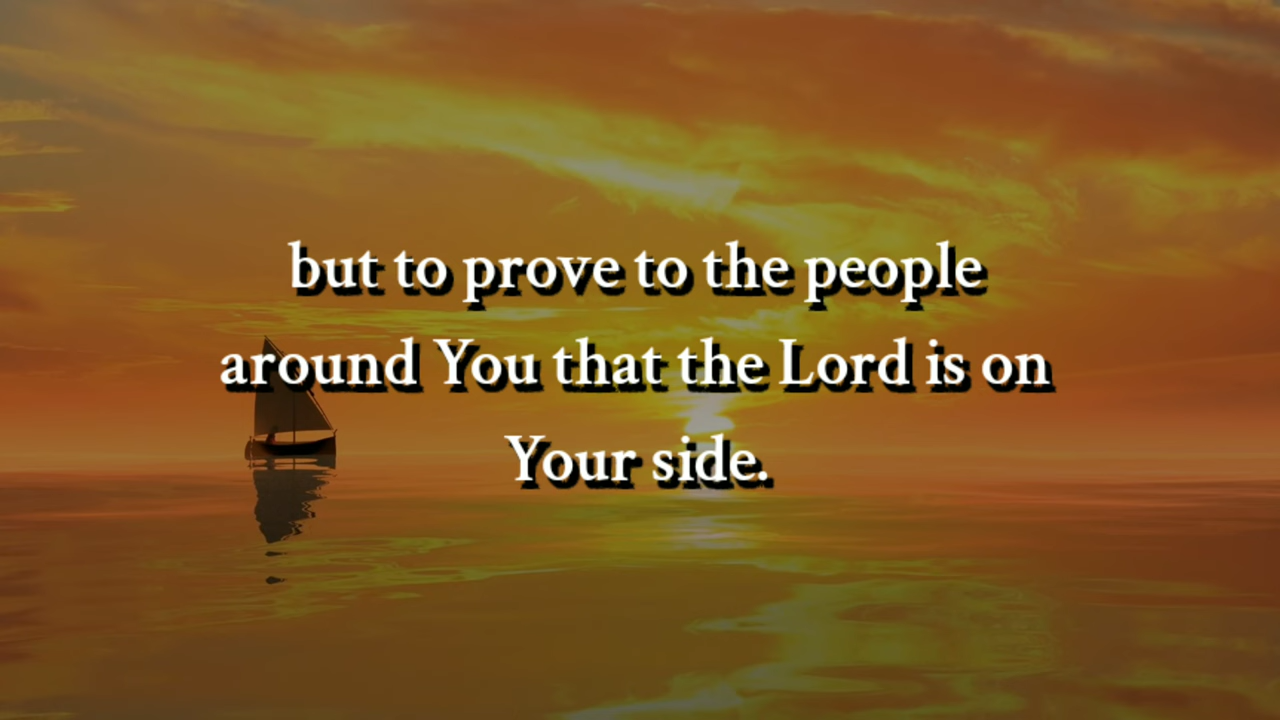 but to prove to the people
around You that the Lord is on
Your side.